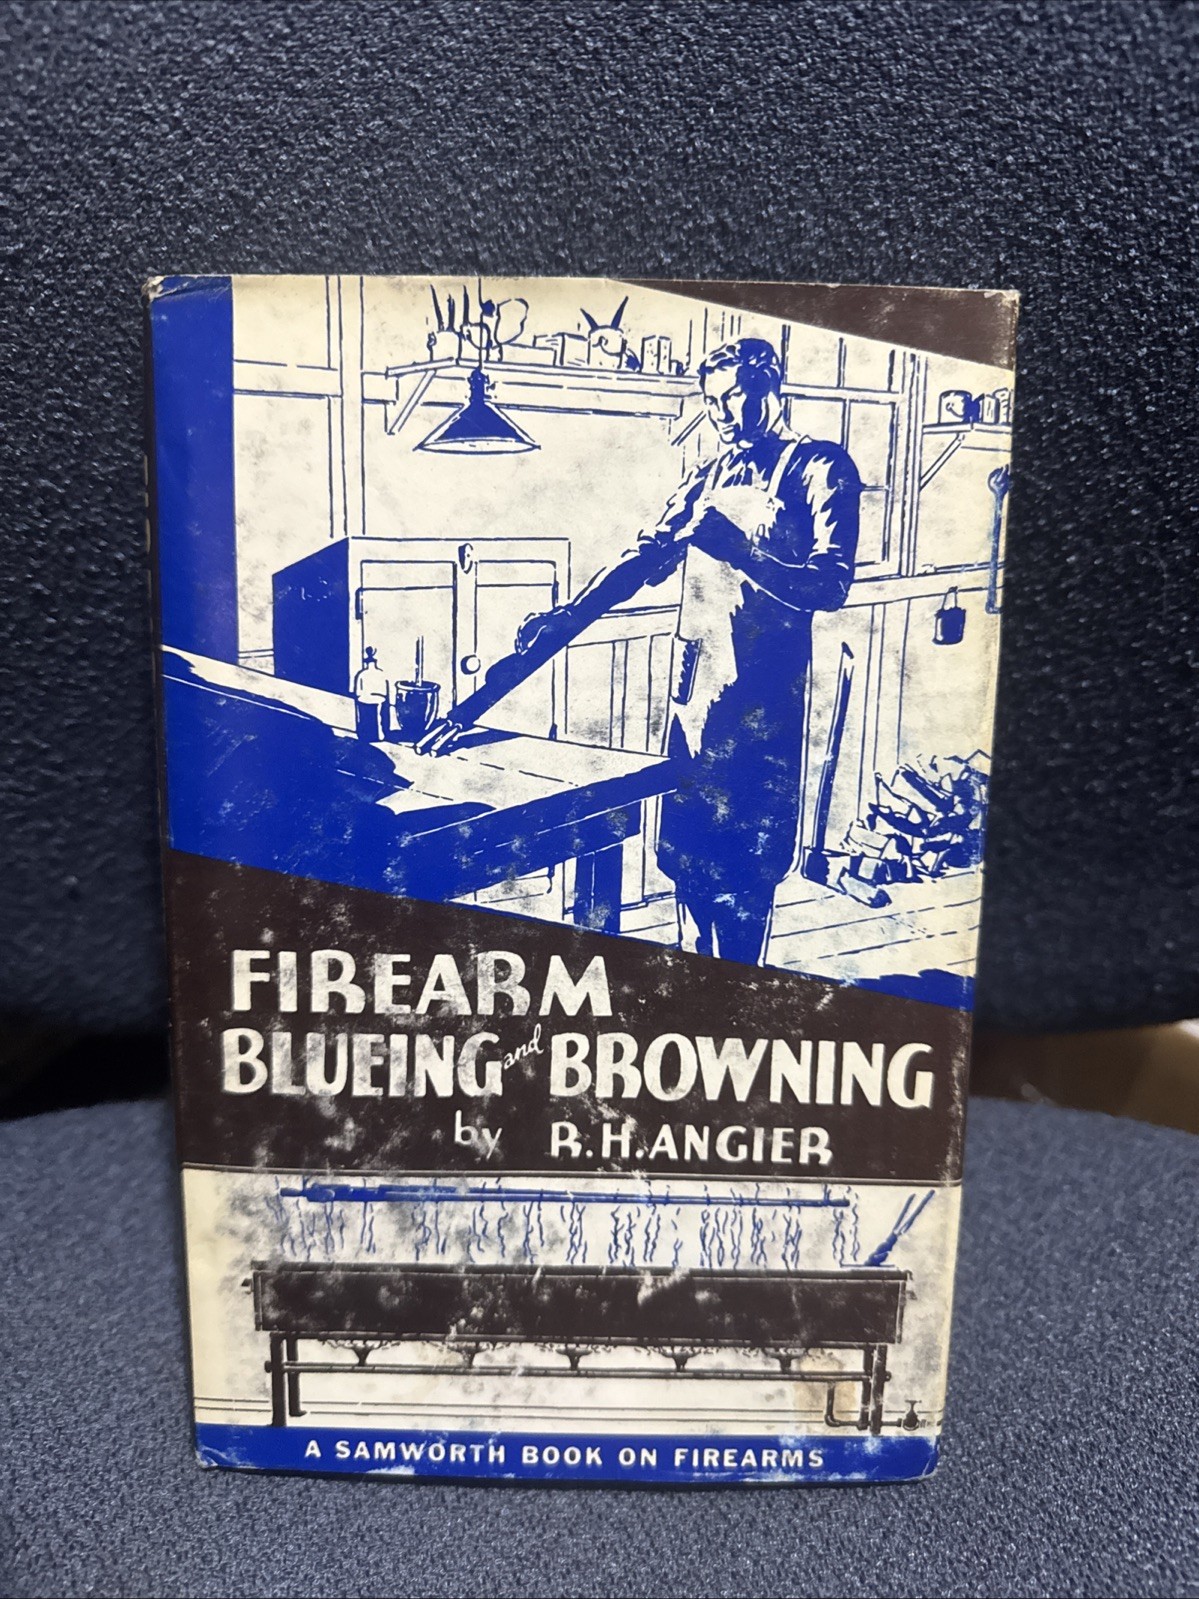 FIREARM
BLUEING and BROWNING
by R.H. ANGIER
A SAMWORTH BOOK ON FIREARMS